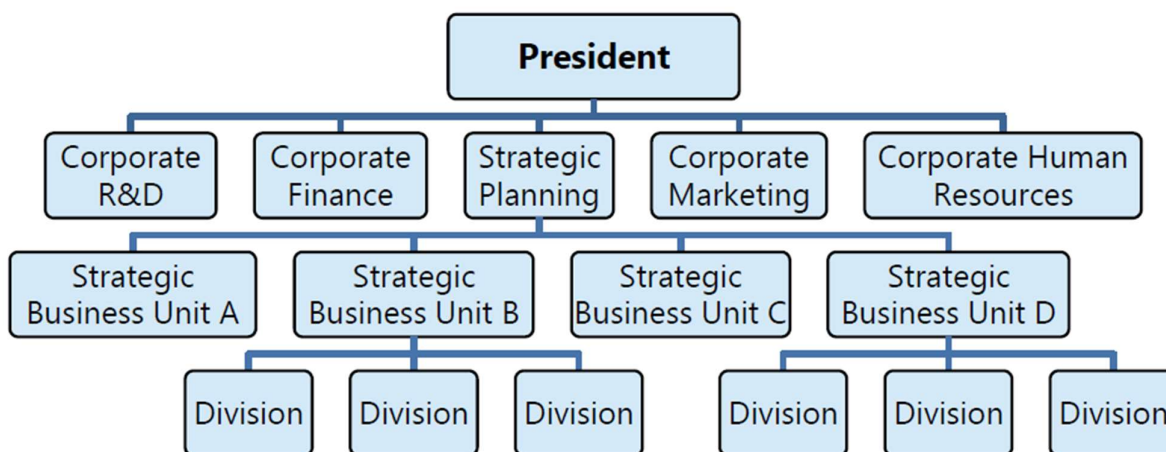 President
Corporate
R&D
Corporate
Finance
Strategic
Planning
Corporate
Marketing
Corporate Human
Resources
Strategic
Business Unit A
Strategic
Business Unit B
Strategic
Business Unit C
Strategic
Business Unit D
Division
Division
Division
Division
Division
Division